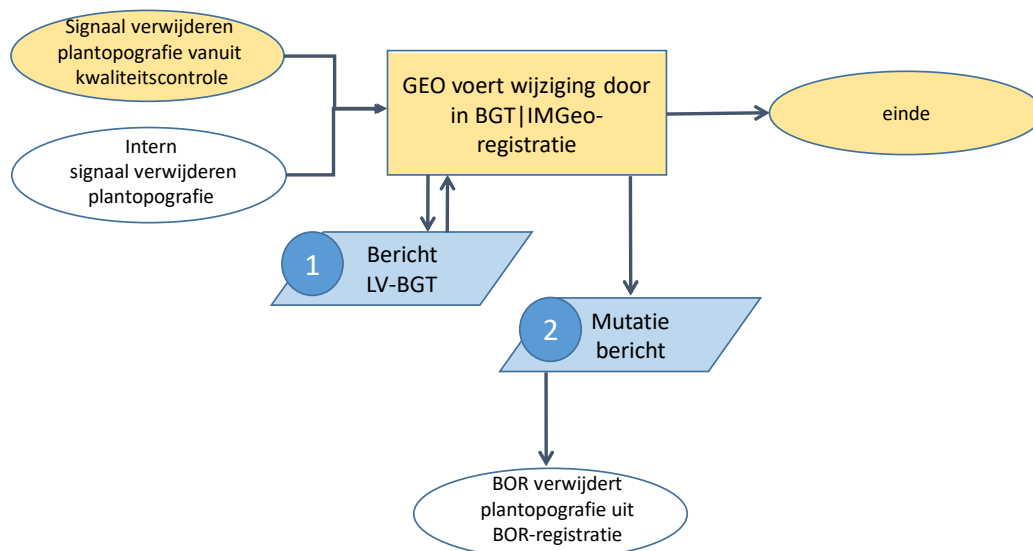 Signaal verwijderen
plantopografie vanuit
kwaliteitscontrole
GEO voert wijziging door
in BGT|IMGeo-
registratie
einde
Intern
signaal verwijderen
plantopografie
1
Bericht
LV-BGT
2
Mutatie
bericht
BOR verwijdert
plantopografie uit
BOR-registratie